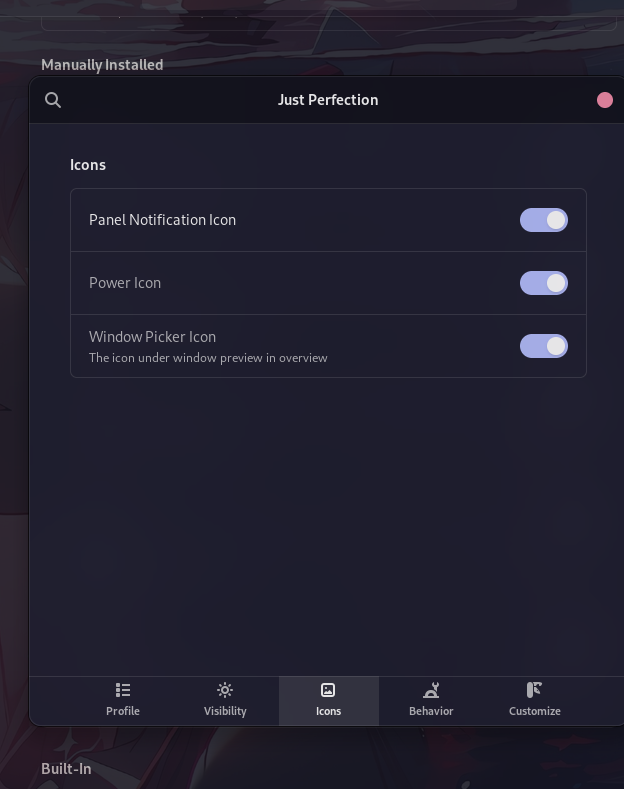 Manually Installed
Just Perfection
Icons
Panel Notification Icon
Power Icon
Window Picker Icon
The icon under window preview in overview
Profile
Visibility
Icons
Behavior
Customize
Built-In